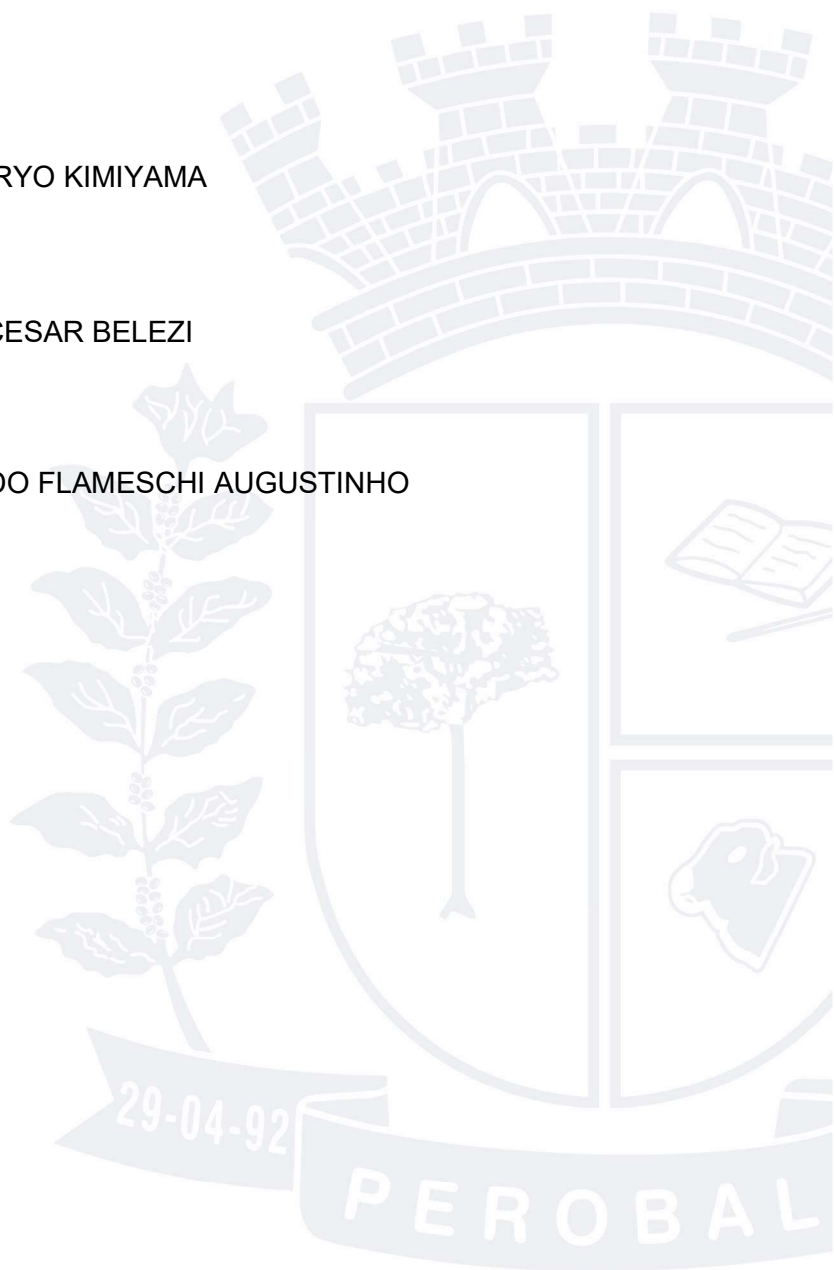 RYO KIMIYAMA
CESAR BELEZI
DO FLAMESCHI AUGUSTINHO
29-04-92
PEROBAL